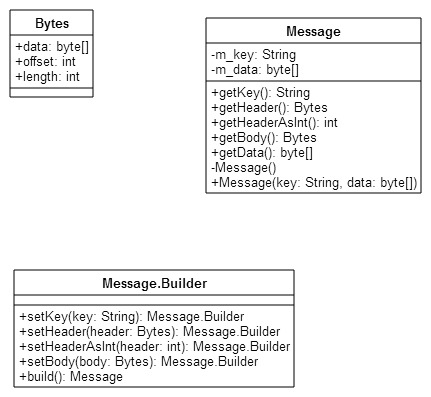 Bytes
+data: byte[]
+offset: int
+length: int
Message
-m_key: String
-m_data: byte[]
+getKey(): String
+getHeader(): Bytes
+getHeaderAsInt(): int
+getBody(): Bytes
+getData(): byte[]
-Message()
+Message(key: String, data: byte[])
Message.Builder
+setKey(key: String): Message.Builder
+setHeader(header: Bytes): Message.Builder
+setHeaderAsInt(header: int): Message.Builder
+setBody(body: Bytes): Message.Builder
+build(): Message